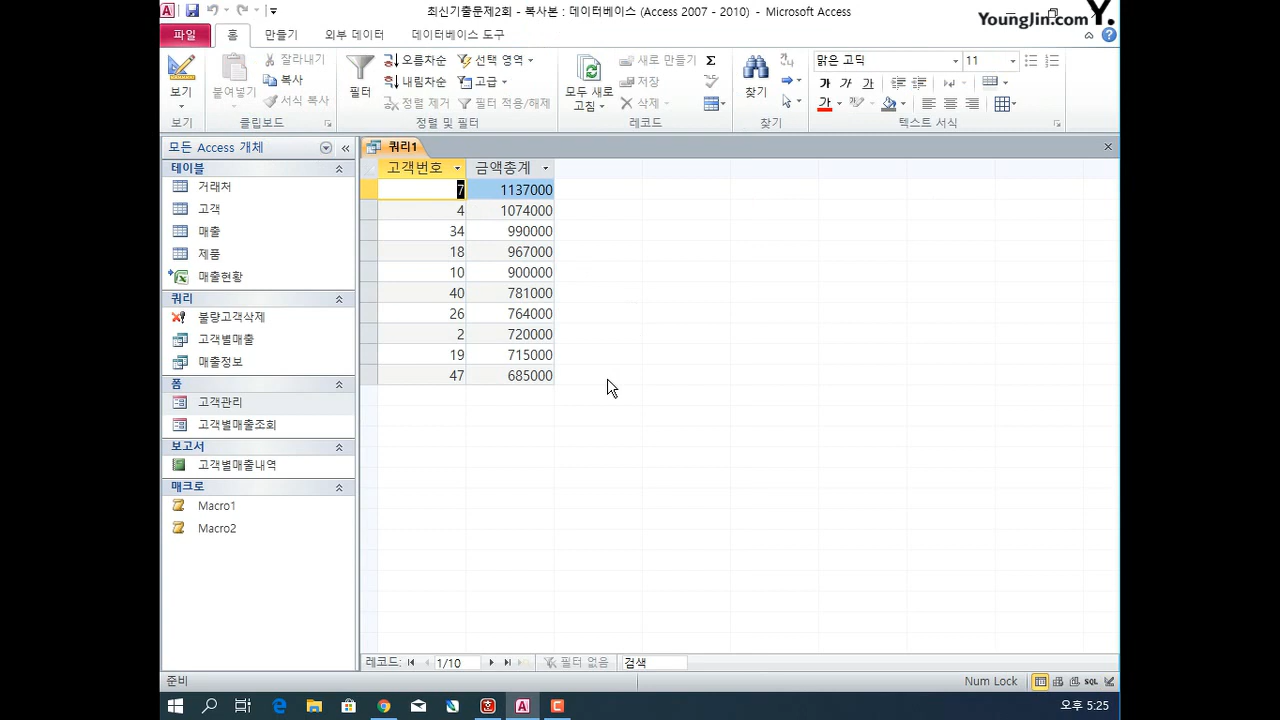 최신기출문제2회 - 복사본 : 데이터베이스 (Access 2007 - 2010) - Microsoft Access
YoungJin.com Y.
파일 홈 만들기 외부 데이터 데이터베이스 도구
보기
붙여넣기
잘라내기
복사
서식 복사
필터
오름차순
내림차순
정렬 제거
선택 영역
고급
필터 적용/해제
모두 새로 고침
새로 만들기
저장
삭제
찾기
맑은 고딕 11
가 가 가
가
보기 클립보드 정렬 및 필터 레코드 찾기 텍스트 서식
모든 Access 개체
테이블
거래처
고객
매출
제품
매출현황
쿼리
불량고객삭제
고객별매출
매출정보
폼
고객관리
고객별매출조회
보고서
고객별매출내역
매크로
Macro1
Macro2
쿼리1
고객번호 금액총계
7 1137000
4 1074000
34 990000
18 967000
10 900000
40 781000
26 764000
2 720000
19 715000
47 685000
레코드: 1/10 필터 없음 검색
준비 Num Lock SQL
오후 5:25